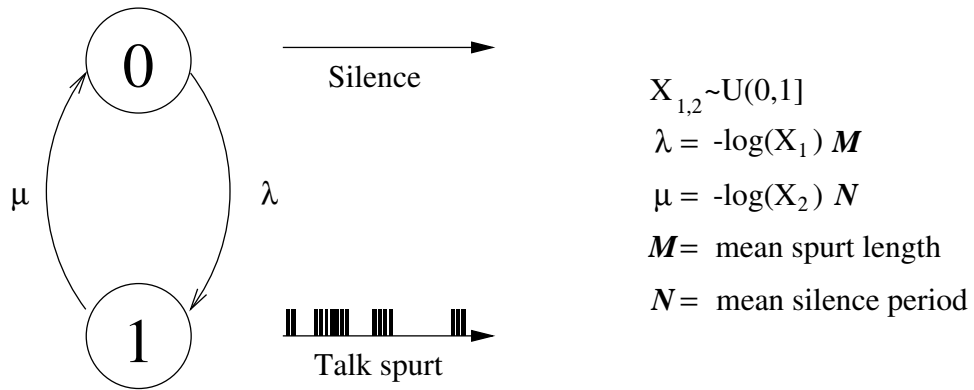 0
Silence
μ
λ
1
Talk spurt
X₁,₂~U(0,1]
λ = -log(X₁) M
μ = -log(X₂) N
M= mean spurt length
N= mean silence period